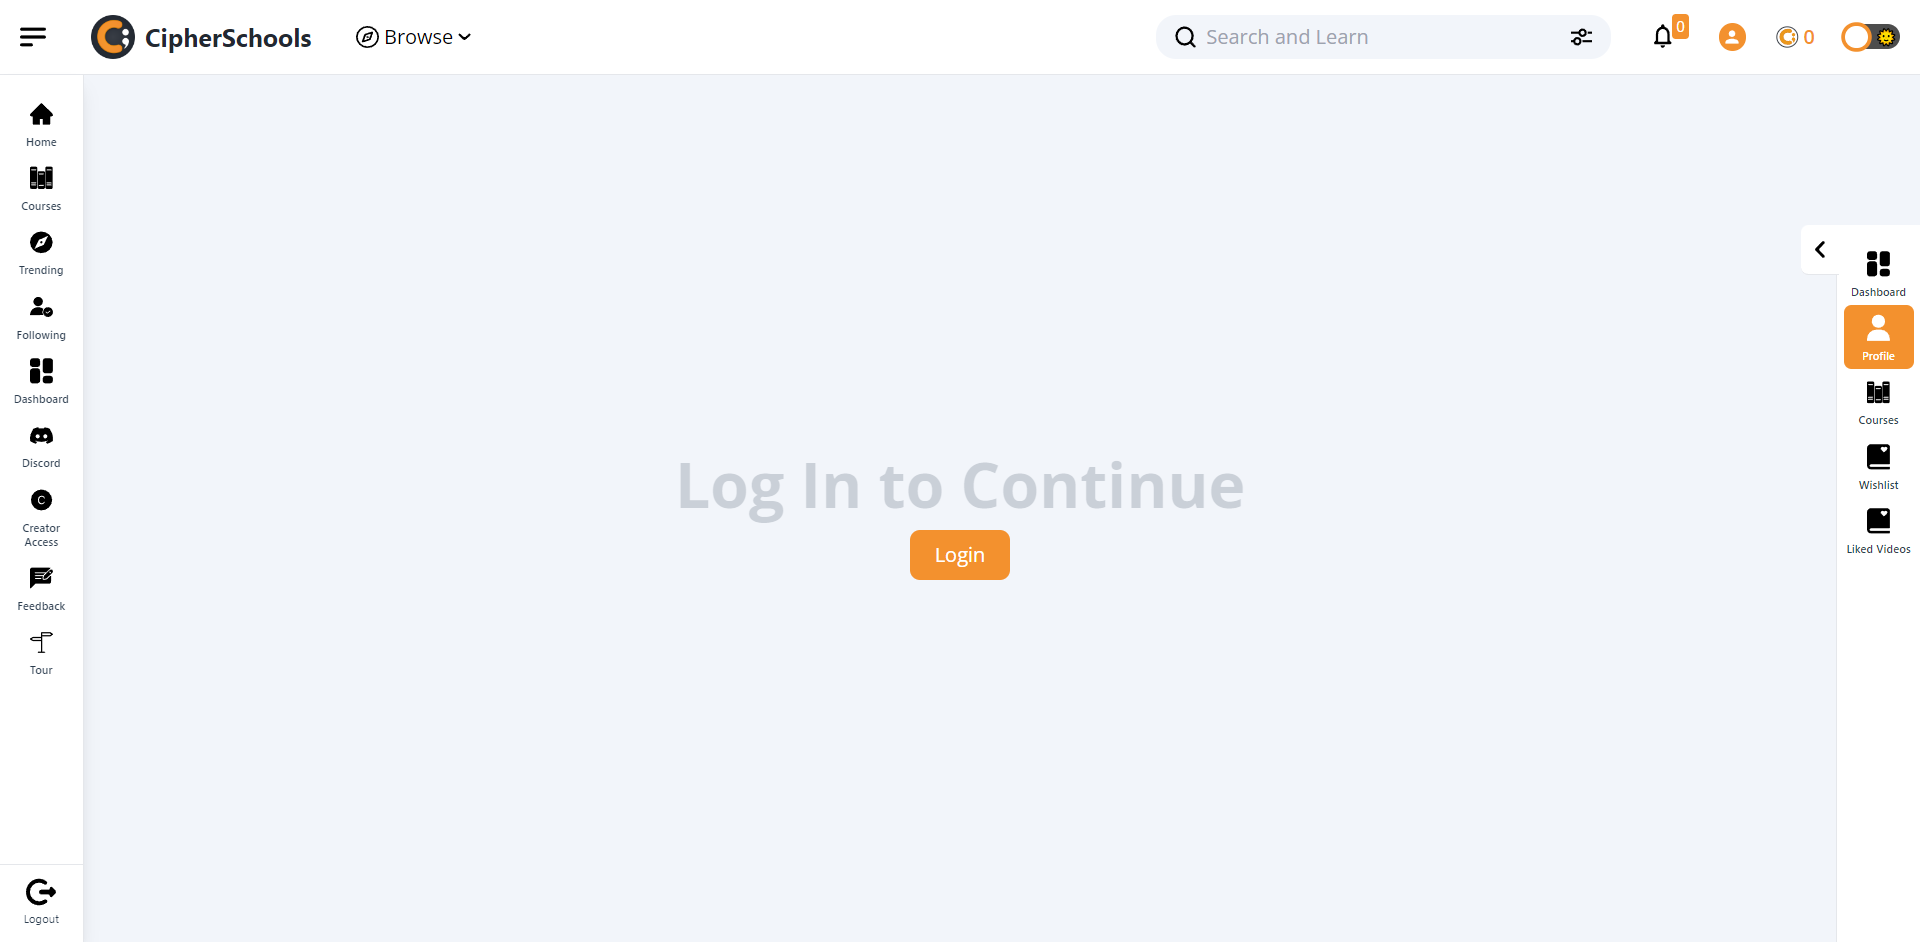 CipherSchools
Browse
Search and Learn
0
0
Home
Courses
Trending
Following
Dashboard
Discord
C
Creator
Access
Feedback
Tour
Logout
Log In to Continue
Login
Dashboard
Profile
Courses
Wishlist
Liked Videos